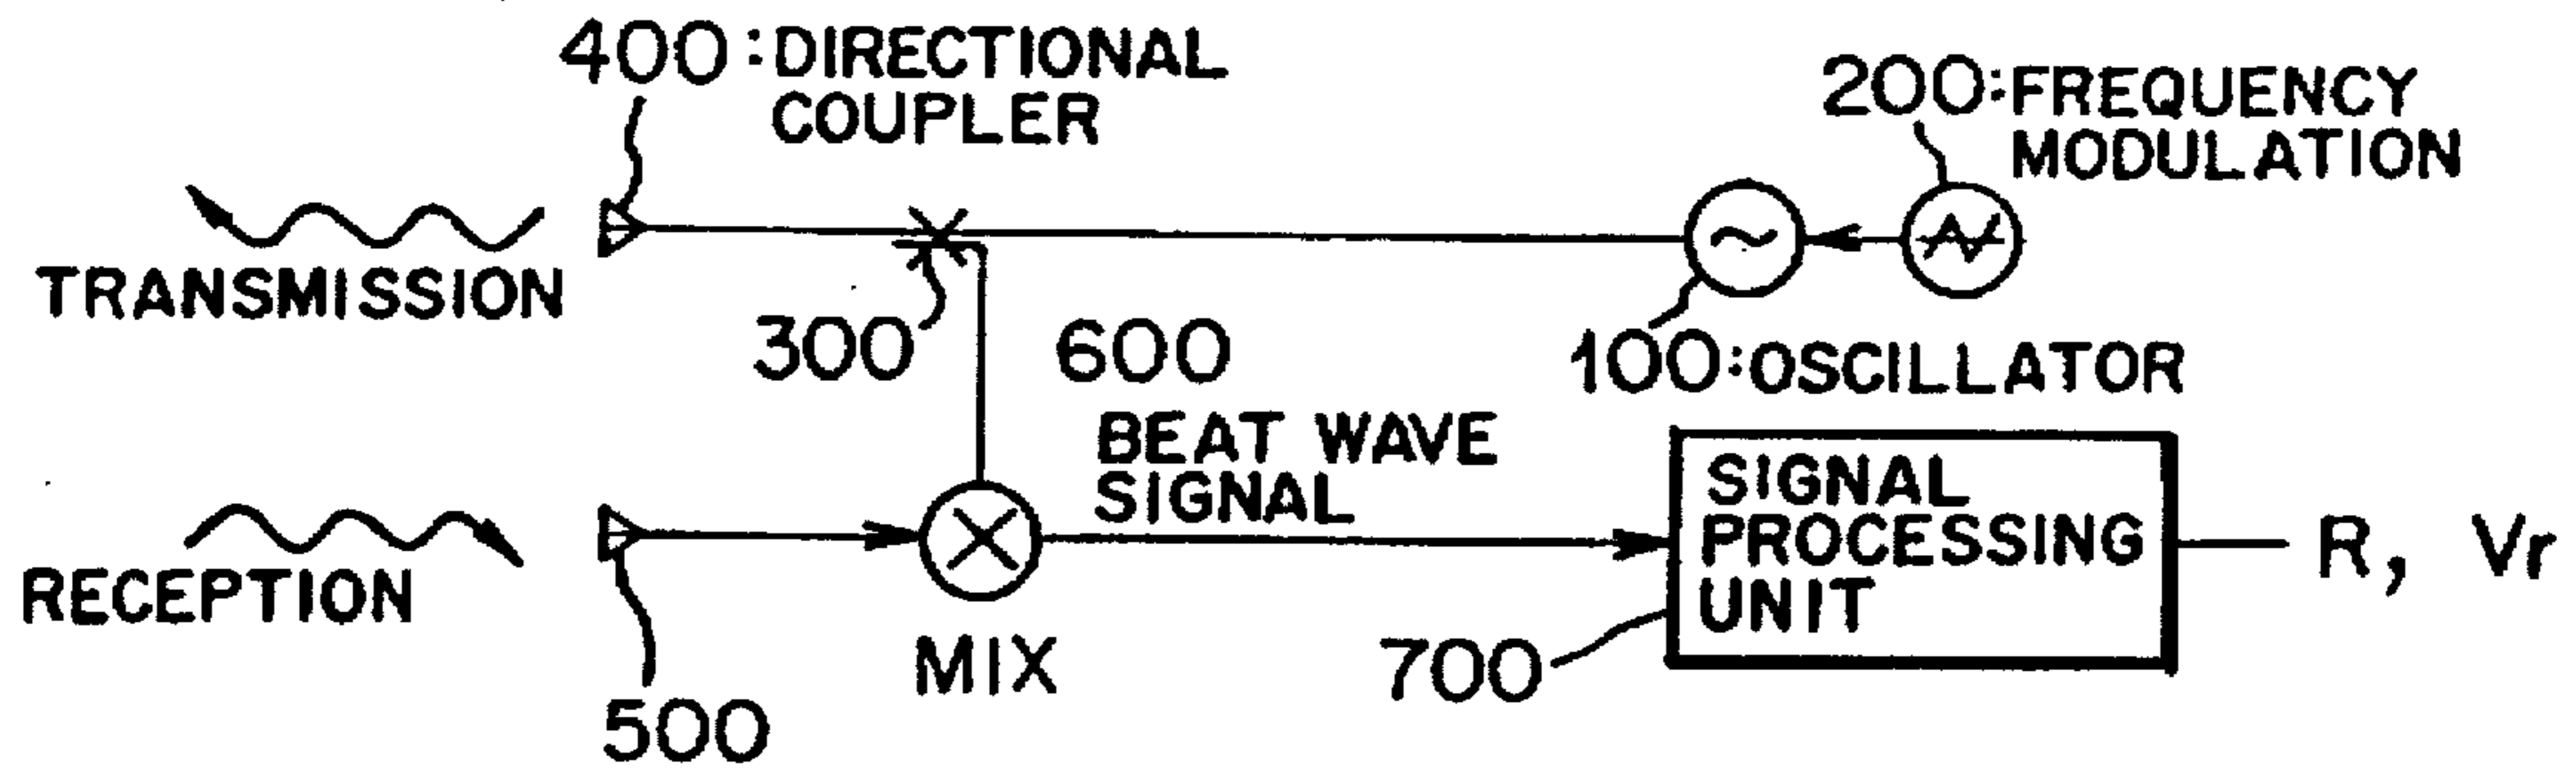 400:DIRECTIONAL
COUPLER
200:FREQUENCY
MODULATION
TRANSMISSION
300
600
100:OSCILLATOR
BEAT WAVE
SIGNAL
SIGNAL
PROCESSING
UNIT
R, Vr
RECEPTION
MIX
700
500